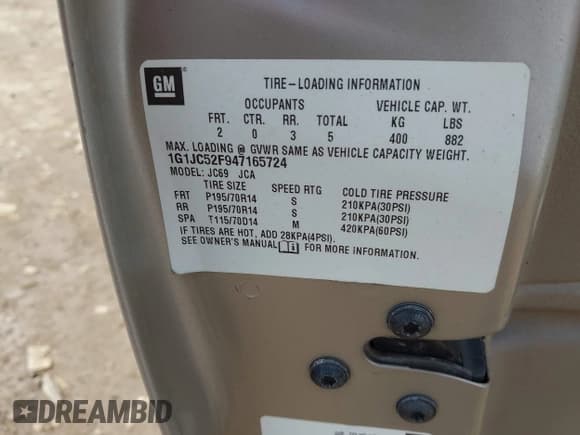 GM
TIRE-LOADING INFORMATION
OCCUPANTS VEHICLE CAP. WT.
FRT. CTR. RR. TOTAL KG LBS
2 0 3 5 400 882
MAX. LOADING @ GVWR SAME AS VEHICLE CAPACITY WEIGHT.
1G1JC52F947165724
MODEL: JC69 JCA
TIRE SIZE SPEED RTG COLD TIRE PRESSURE
FRT P195/70R14 S 210KPA(30PSI)
RR P195/70R14 S 210KPA(30PSI)
SPA T115/70D14 M 420KPA(60PSI)
IF TIRES ARE HOT, ADD 28KPA(4PSI).
SEE OWNER'S MANUAL i FOR MORE INFORMATION.
DREAMBID